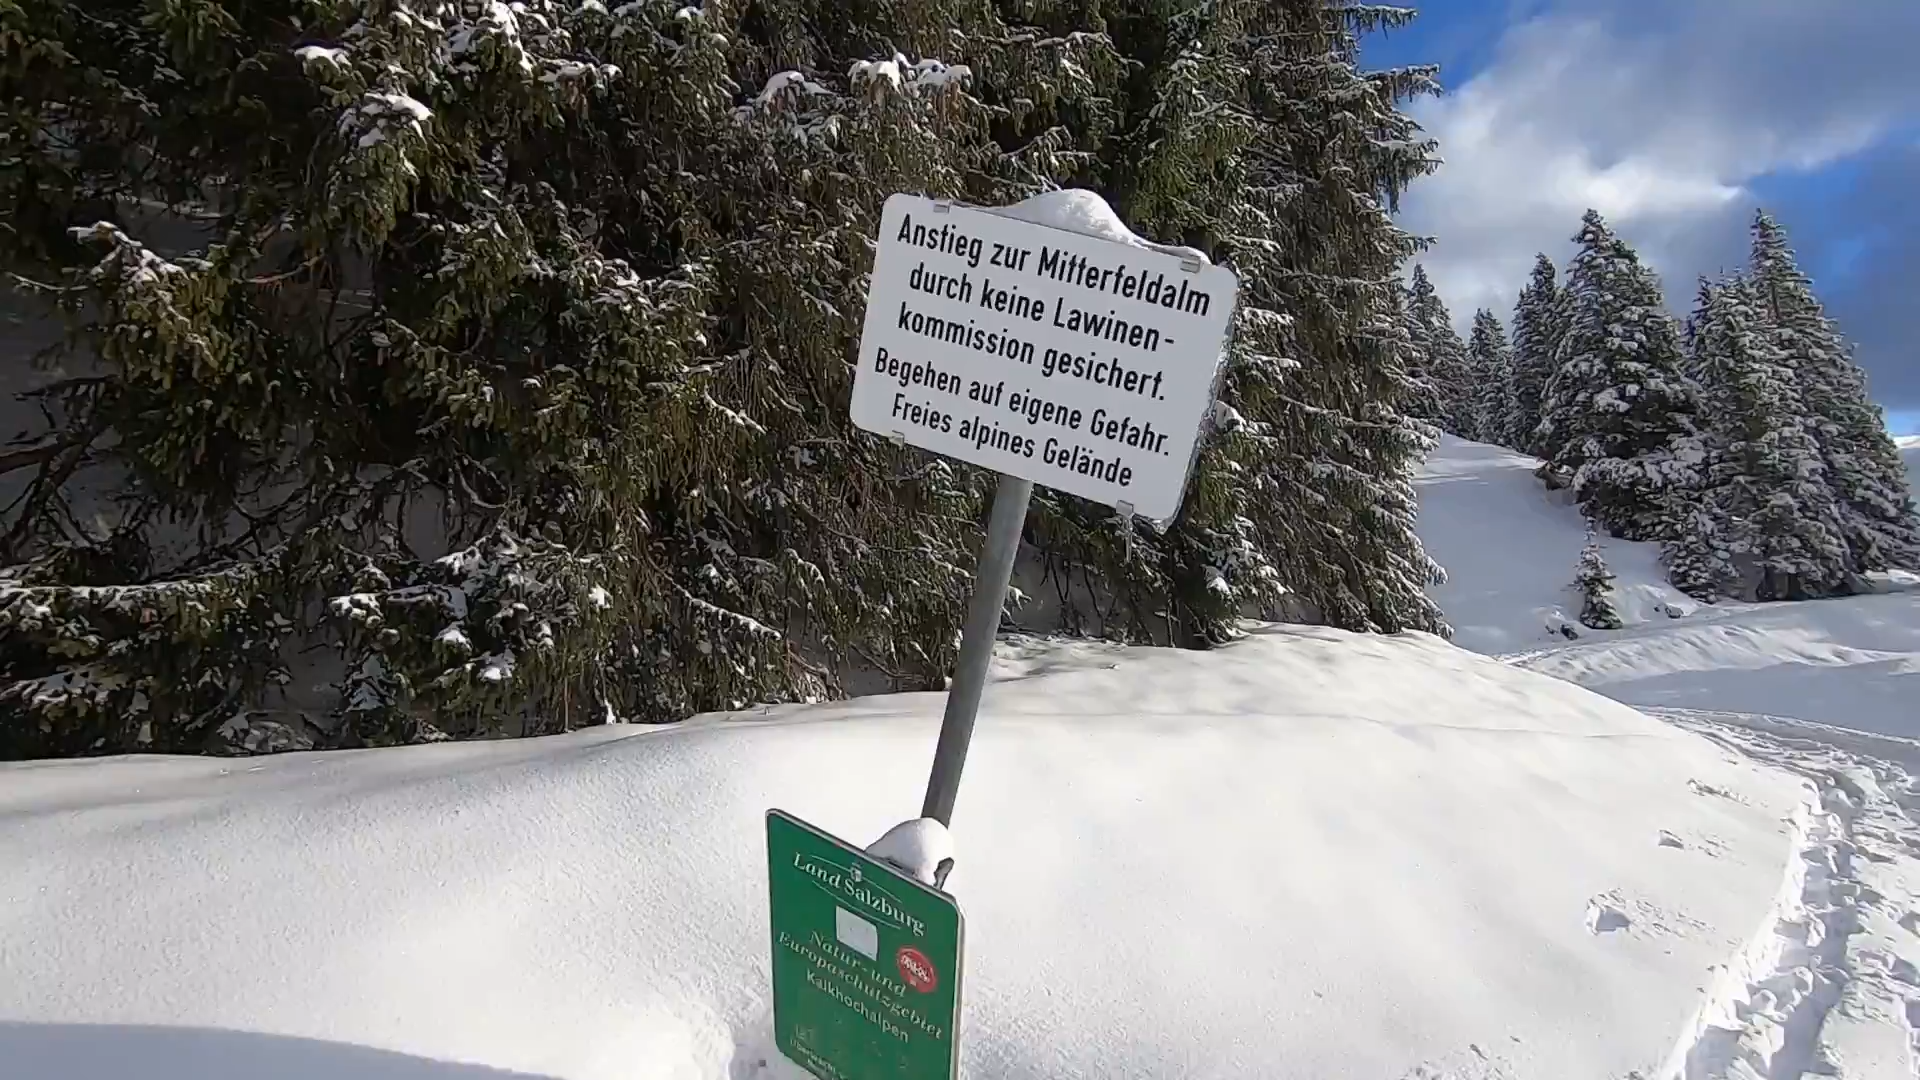 Anstieg zur Mitterfeldalm
durch keine Lawinen-
kommission gesichert.
Begehen auf eigene Gefahr.
Freies alpines Gelände
Land Salzburg
Natur- und
Europaschutzgebiet
Kalkhochalpen